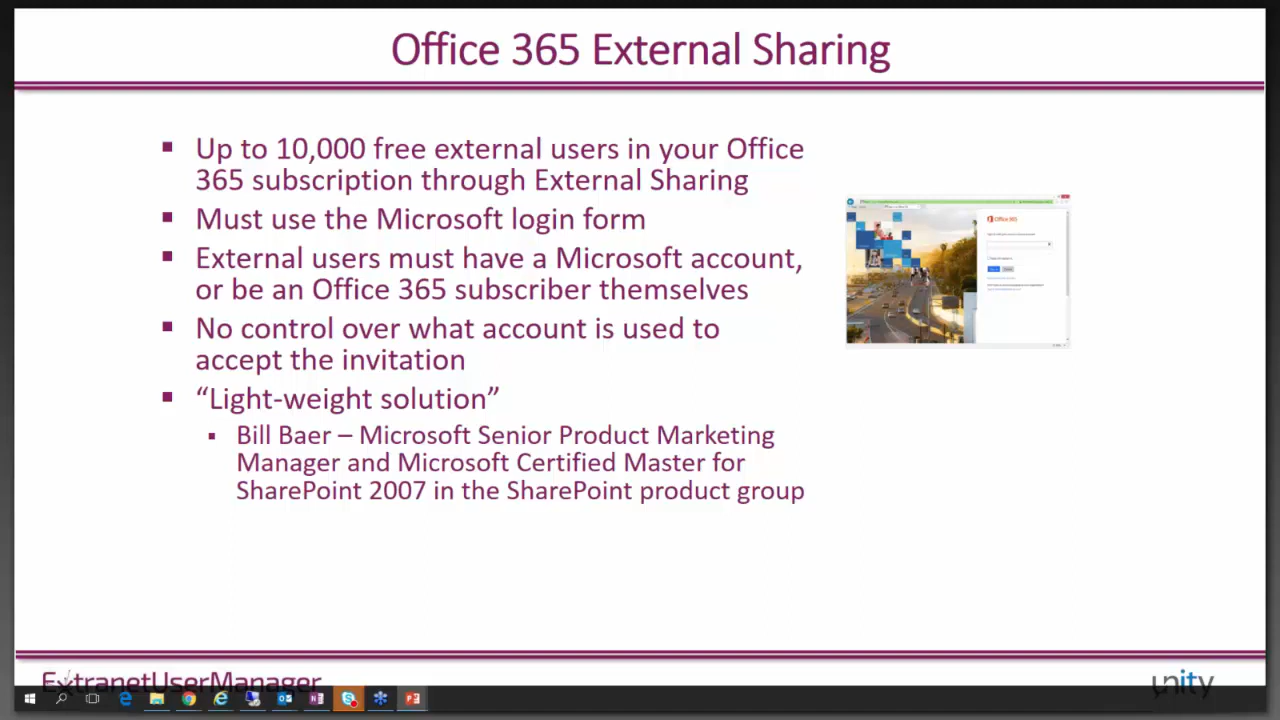 Office 365 External Sharing
Up to 10,000 free external users in your Office
365 subscription through External Sharing
Must use the Microsoft login form
External users must have a Microsoft account,
or be an Office 365 subscriber themselves
No control over what account is used to
accept the invitation
“Light-weight solution”
Bill Baer – Microsoft Senior Product Marketing
Manager and Microsoft Certified Master for
SharePoint 2007 in the SharePoint product group
Office 365
ExtranetUserManager
unity